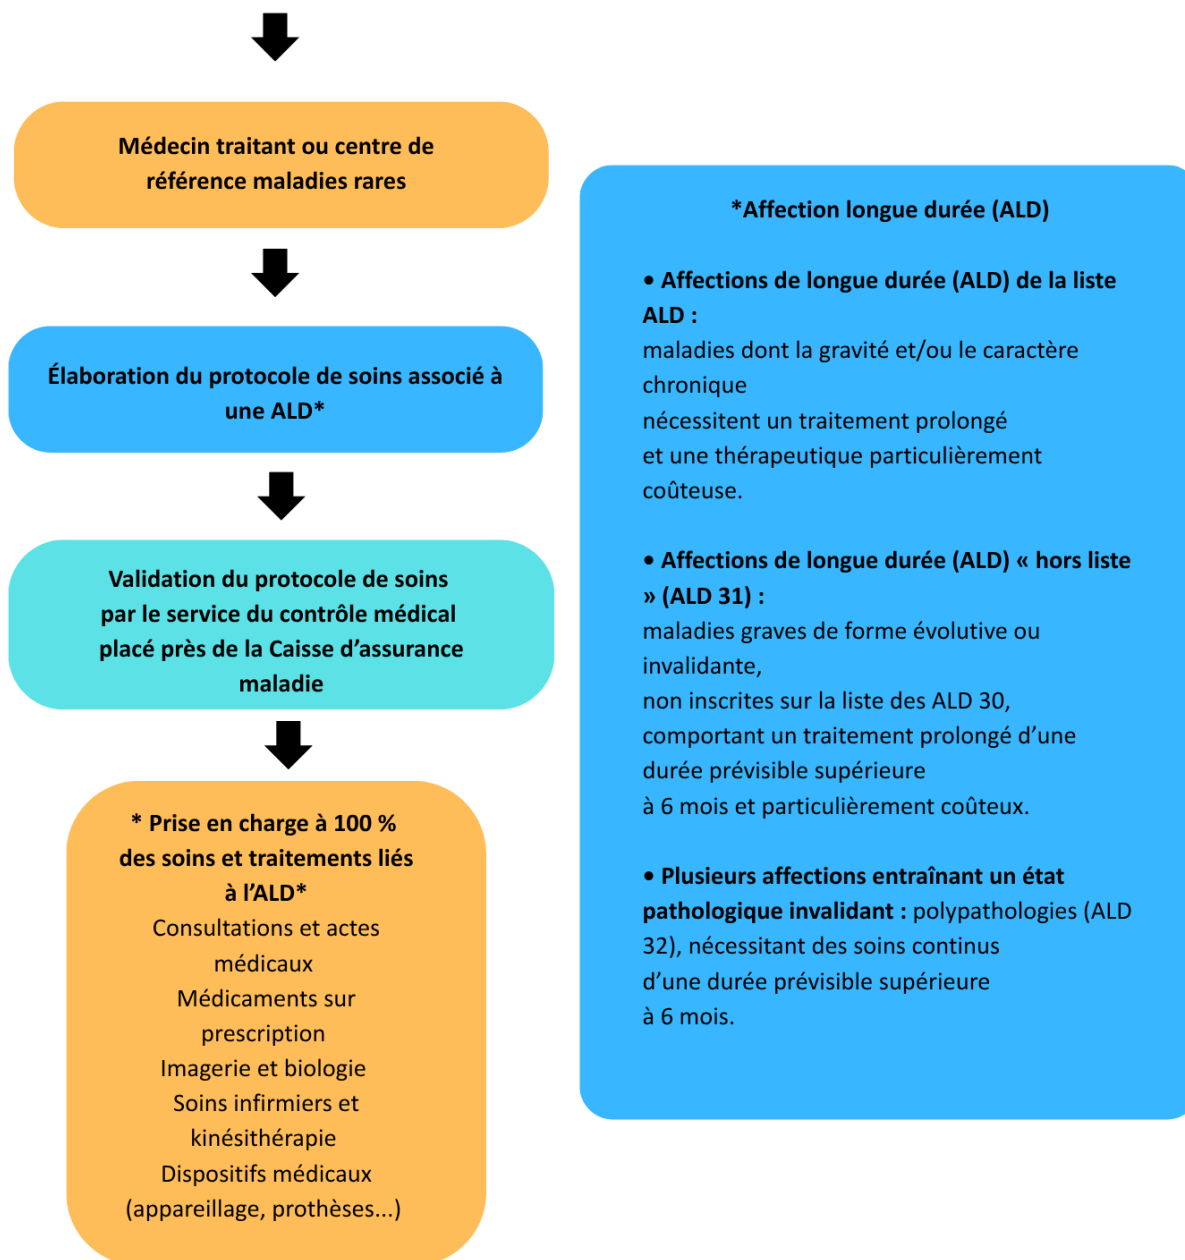 Médecin traitant ou centre de
référence maladies rares
Élaboration du protocole de soins associé à
une ALD*
Validation du protocole de soins
par le service du contrôle médical
placé près de la Caisse d’assurance
maladie
* Prise en charge à 100 %
des soins et traitements liés
à l’ALD*
Consultations et actes
médicaux
Médicaments sur
prescription
Imagerie et biologie
Soins infirmiers et
kinésithérapie
Dispositifs médicaux
(appareillage, prothèses...)
*Affection longue durée (ALD)
• Affections de longue durée (ALD) de la liste
ALD :
maladies dont la gravité et/ou le caractère
chronique
nécessitent un traitement prolongé
et une thérapeutique particulièrement
coûteuse.
• Affections de longue durée (ALD) « hors liste
» (ALD 31) :
maladies graves de forme évolutive ou
invalidante,
non inscrites sur la liste des ALD 30,
comportant un traitement prolongé d’une
durée prévisible supérieure
à 6 mois et particulièrement coûteux.
• Plusieurs affections entraînant un état
pathologique invalidant : polypathologies (ALD
32), nécessitant des soins continus
d’une durée prévisible supérieure
à 6 mois.